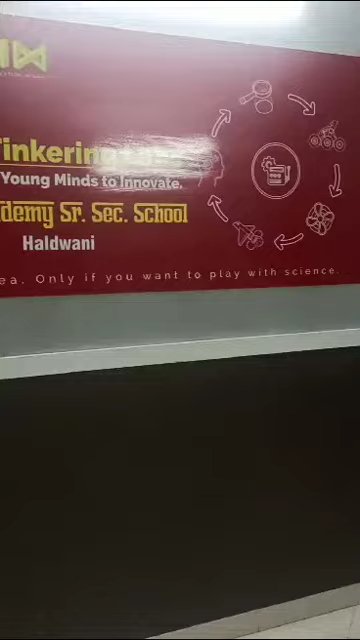 Tinkering
Young Minds to Innovate.
demy Sr. Sec. School
Haldwani
ea. Only if you want to play with science.